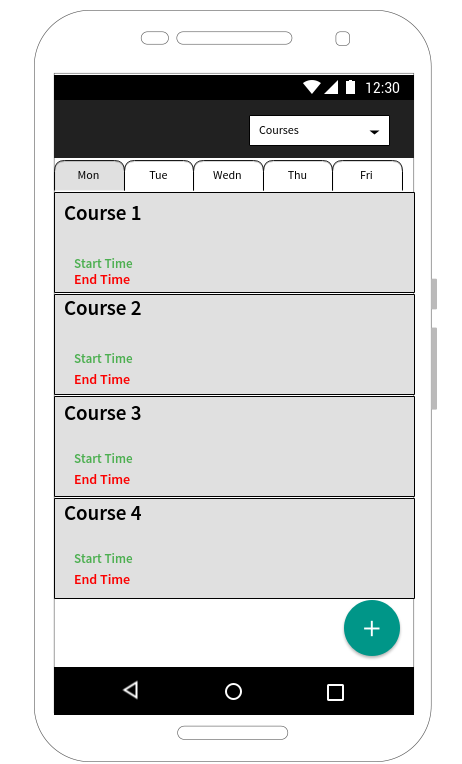 12:30
Courses
Mon Tue Wedn Thu Fri
Course 1
Start Time
End Time
Course 2
Start Time
End Time
Course 3
Start Time
End Time
Course 4
Start Time
End Time
+